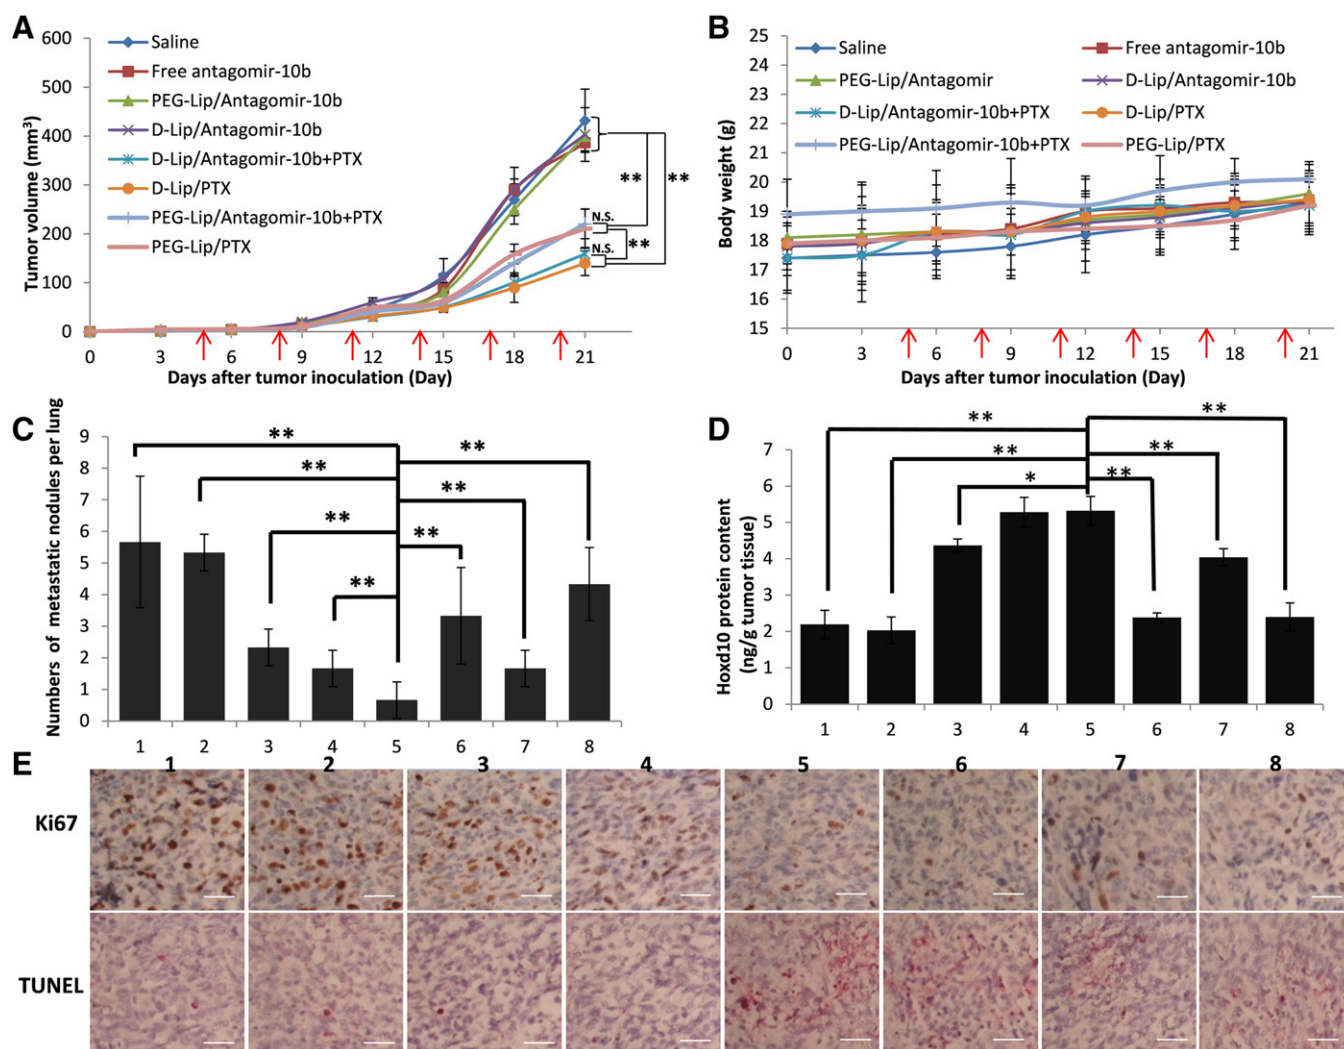 A
600
500
400
300
200
100
0
Tumor volume (mm³)
Saline
Free antagomir-10b
PEG-Lip/Antagomir-10b
D-Lip/Antagomir-10b
D-Lip/Antagomir-10b+PTX
D-Lip/PTX
PEG-Lip/Antagomir-10b+PTX
PEG-Lip/PTX
** **
N.S.
**
N.S.
0 3 6 9 12 15 18 21
Days after tumor inoculation (Day)
B
25
24
23
22
21
20
19
18
17
16
15
Body weight (g)
Saline Free antagomir-10b
PEG-Lip/Antagomir D-Lip/Antagomir-10b
D-Lip/Antagomir-10b+PTX D-Lip/PTX
PEG-Lip/Antagomir-10b+PTX PEG-Lip/PTX
0 3 6 9 12 15 18 21
Days after tumor inoculation (Day)
C
Numbers of metastatic nodules per lung
9
8
7
6
5
4
3
2
1
0
** **
** **
** **
**
1 2 3 4 5 6 7 8
D
Hoxd10 protein content
(ng/g tumor tissue)
7
6
5
4
3
2
1
0
** **
** **
* **
1 2 3 4 5 6 7 8
E
1 2 3 4 5 6 7 8
Ki67
TUNEL